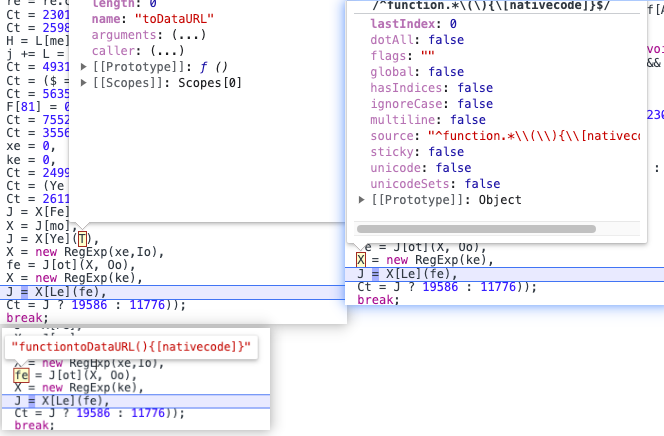 Ct = 2301
Ct = 2598
H = L[me]
j += L =
Ct = 4931
Ct = ($ =
Ct = 5635
F[81] = 0
Ct = 7552
Ct = 3556
xe = 0,
ke = 0,
Ct = 2499
Ct = (Ye
Ct = 2611
J = X[Fe]
X = J[mo],
J = X[Ye](T),
X = new RegExp(xe,Io),
fe = J[ot](X, Oo),
X = new RegExp(ke),
J = X[Le](fe),
Ct = J ? 19586 : 11776));
break;
length: 0
name: "toDataURL"
arguments: (...)
caller: (...)
[[Prototype]]: ƒ ()
[[Scopes]]: Scopes[0]
/^function.*\(\){\[nativecode]}$/
lastIndex: 0
dotAll: false
flags: ""
global: false
hasIndices: false
ignoreCase: false
multiline: false
source: "^function.*\\(\\){\\[nativeco
sticky: false
unicode: false
unicodeSets: false
[[Prototype]]: Object
fe = J[ot](X, Oo),
X = new RegExp(ke),
J = X[Le](fe),
Ct = J ? 19586 : 11776));
break;
"functiontoDataURL(){[nativecode]}"
X = new RegExp(xe,Io),
fe = J[ot](X, Oo),
X = new RegExp(ke),
J = X[Le](fe),
Ct = J ? 19586 : 11776));
break;